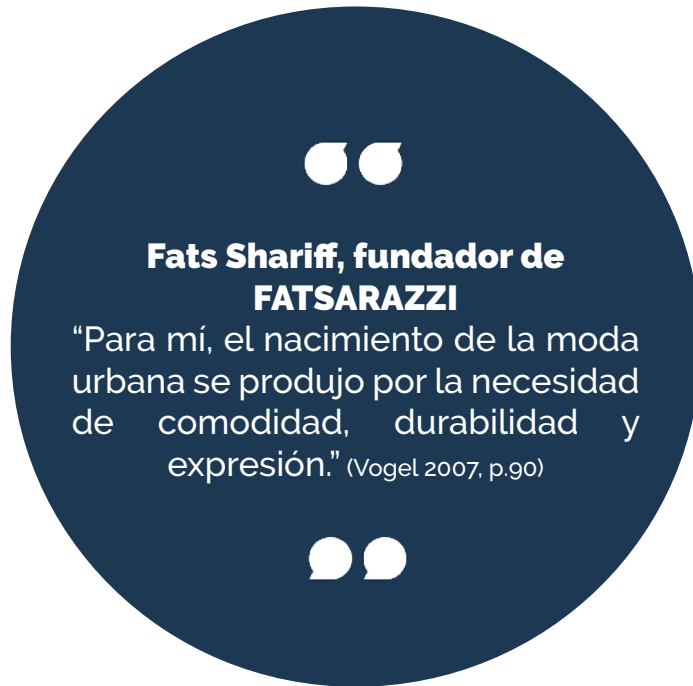 Fats Shariff, fundador de
FATSARAZZI
“Para mí, el nacimiento de la moda
urbana se produjo por la necesidad
de comodidad, durabilidad y
expresión.” (Vogel 2007, p.90)